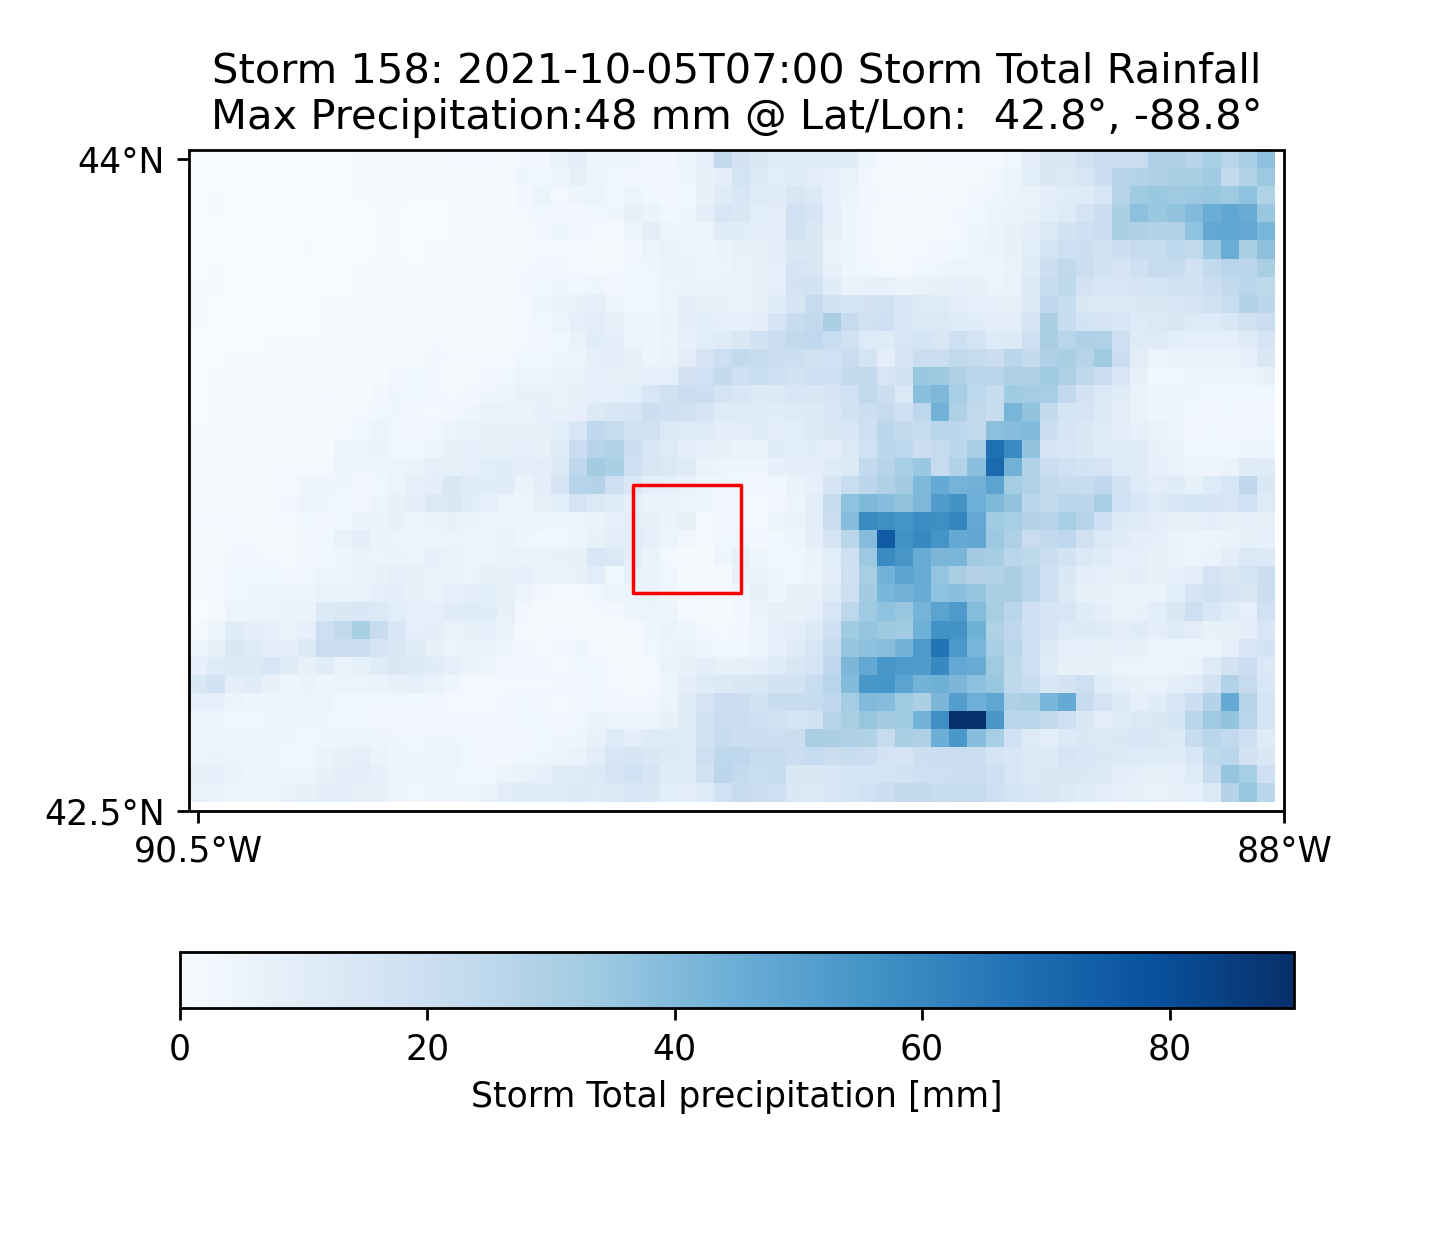 Storm 158: 2021-10-05T07:00 Storm Total Rainfall
Max Precipitation:48 mm @ Lat/Lon:  42.8°, -88.8°
44°N
42.5°N
90.5°W 88°W
0 20 40 60 80
Storm Total precipitation [mm]